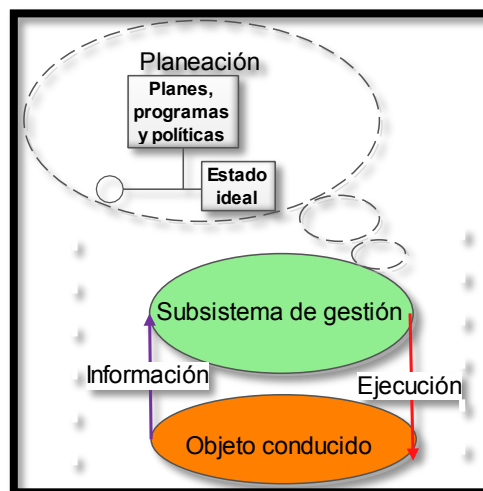 Planeación
Planes,
programas
y políticas
Estado
ideal
Subsistema de gestión
Información
Ejecución
Objeto conducido